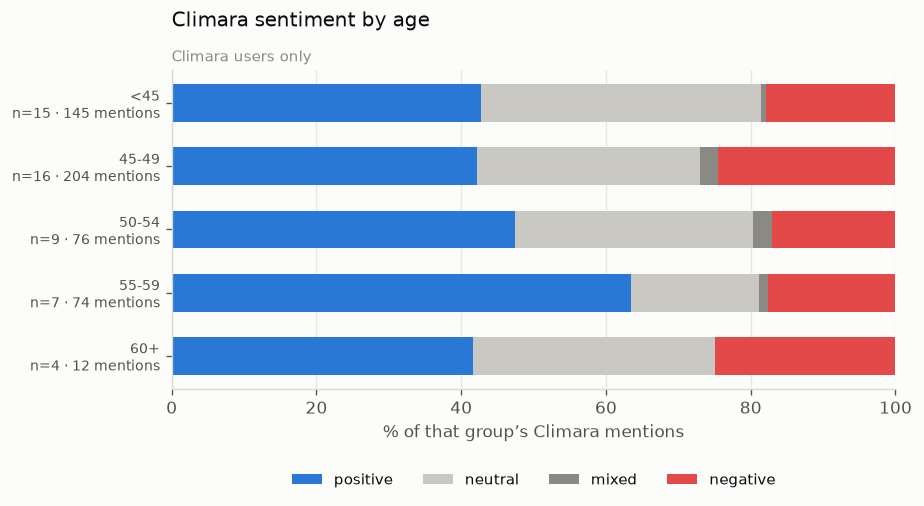 Climara sentiment by age
Climara users only
<45
n=15 · 145 mentions
45-49
n=16 · 204 mentions
50-54
n=9 · 76 mentions
55-59
n=7 · 74 mentions
60+
n=4 · 12 mentions
0 20 40 60 80 100
% of that group’s Climara mentions
positive neutral mixed negative